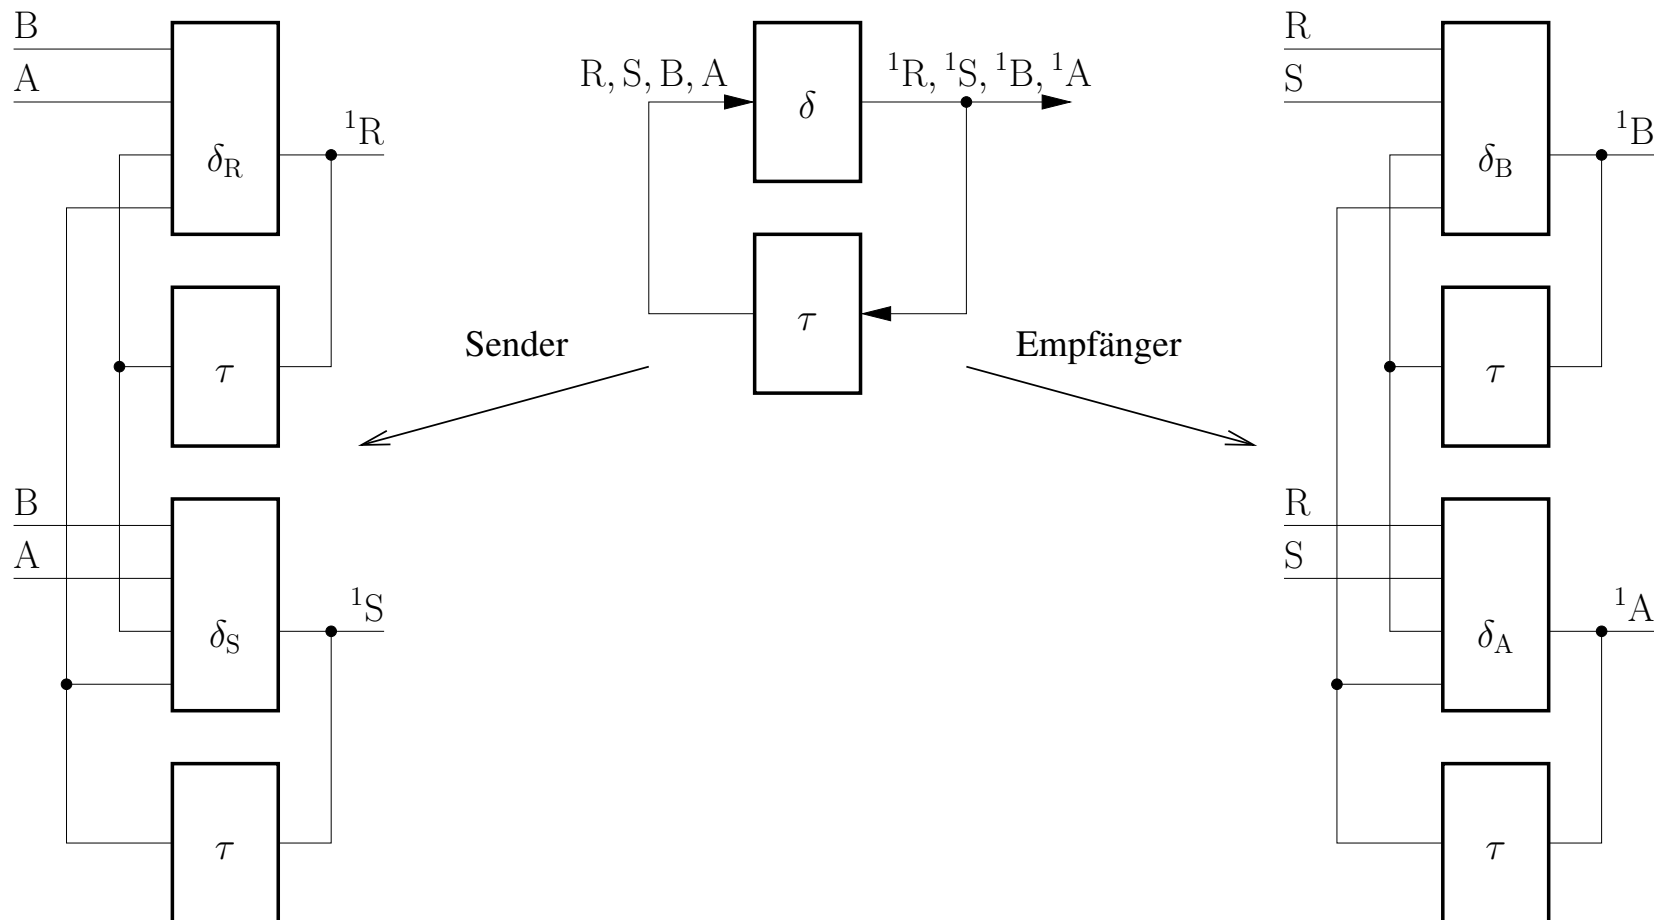 B
A
δ_R
¹R
τ
B
A
δ_S
¹S
τ
R, S, B, A
δ
¹R, ¹S, ¹B, ¹A
τ
Sender
Empfänger
R
S
δ_B
¹B
τ
R
S
δ_A
¹A
τ